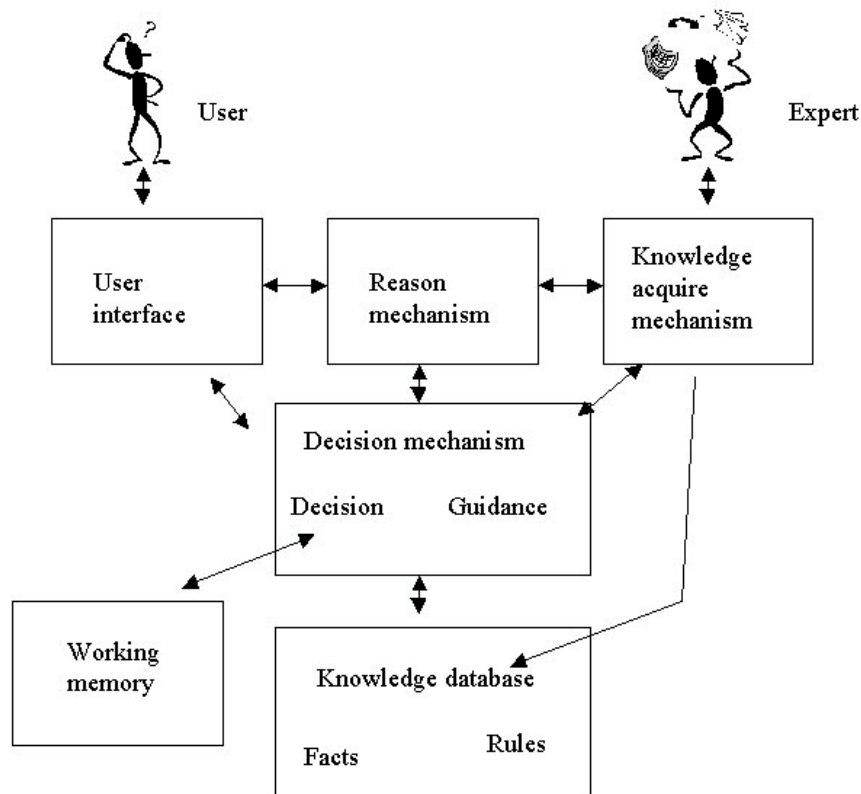 ?
User
Expert
User
interface
Reason
mechanism
Knowledge
acquire
mechanism
Decision mechanism
Decision
Guidance
Working
memory
Knowledge database
Facts
Rules